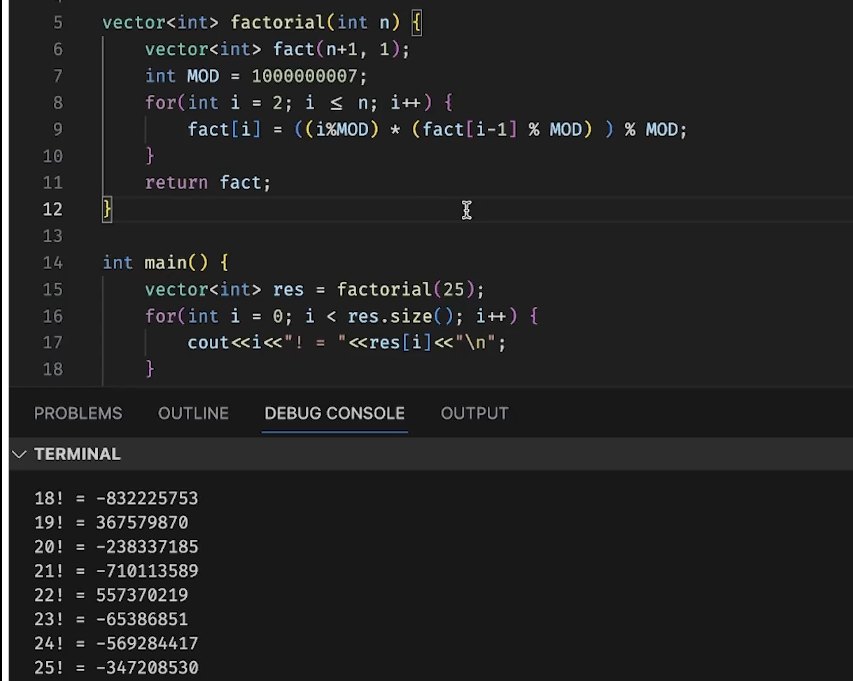 5 vector<int> factorial(int n) {
6 vector<int> fact(n+1, 1);
7 int MOD = 1000000007;
8 for(int i = 2; i ≤ n; i++) {
9 fact[i] = ((i%MOD) * (fact[i-1] % MOD) ) % MOD;
10 }
11 return fact;
12 }
13
14 int main() {
15 vector<int> res = factorial(25);
16 for(int i = 0; i < res.size(); i++) {
17 cout<<i<<"! = "<<res[i]<<"\n";
18 }
PROBLEMS OUTLINE DEBUG CONSOLE OUTPUT
TERMINAL
18! = -832225753
19! = 367579870
20! = -238337185
21! = -710113589
22! = 557370219
23! = -65386851
24! = -569284417
25! = -347208530